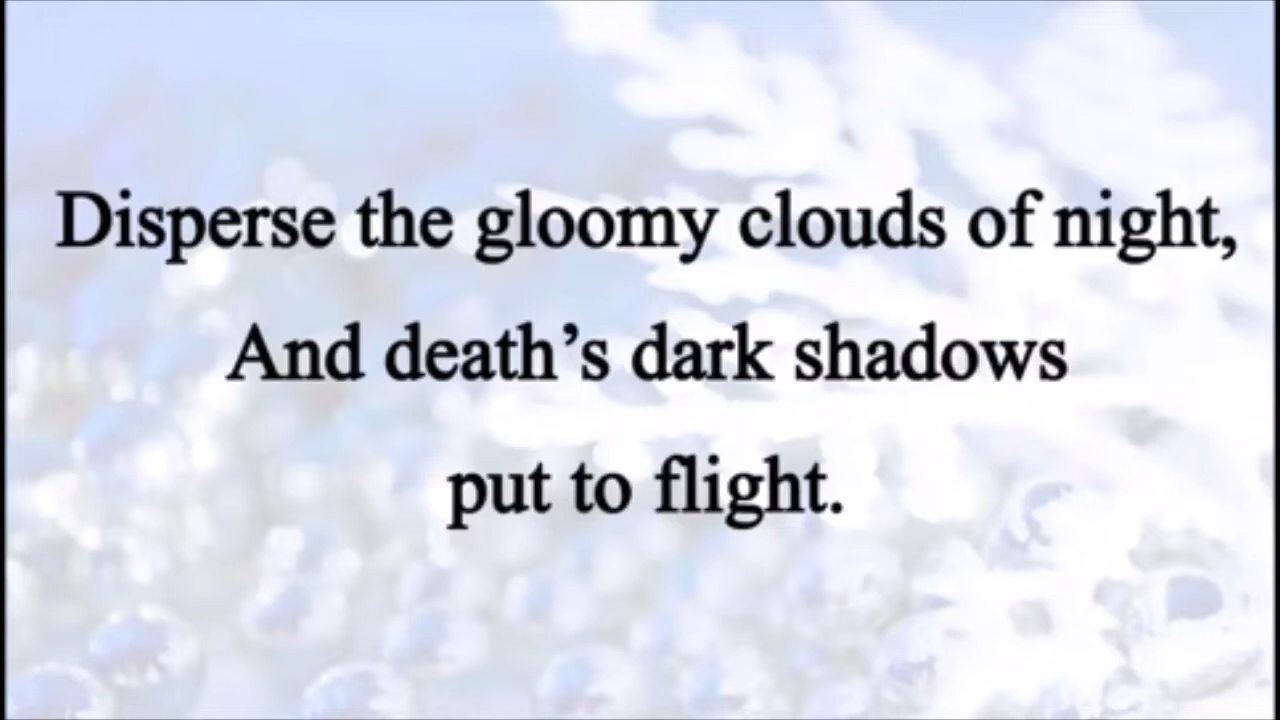 Disperse the gloomy clouds of night,
And death’s dark shadows
put to flight.